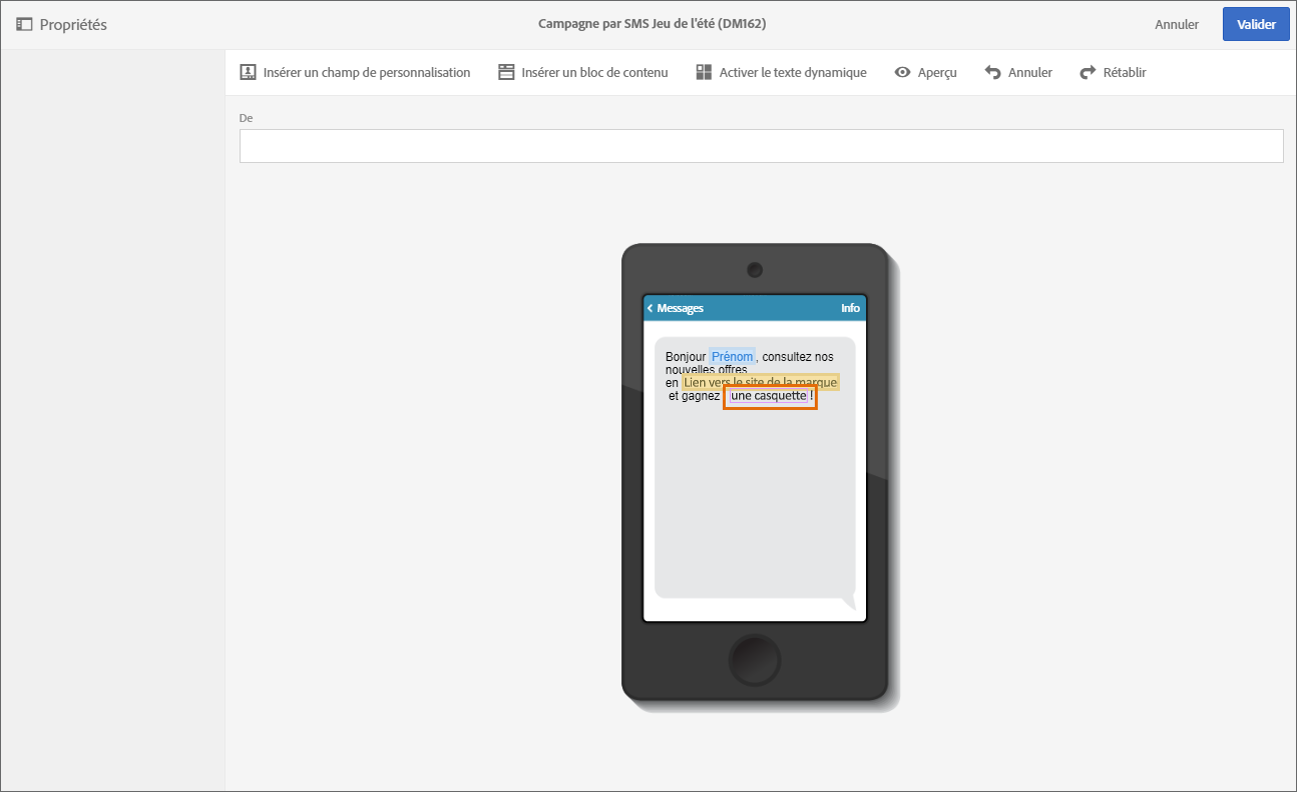 Propriétés
Campagne par SMS Jeu de l'été (DM162)
Annuler
Valider
Insérer un champ de personnalisation
Insérer un bloc de contenu
Activer le texte dynamique
Aperçu
Annuler
Rétablir
De
Messages
Info
Bonjour Prénom , consultez nos
nouvelles offres
en Lien vers le site de la marque
et gagnez une casquette !